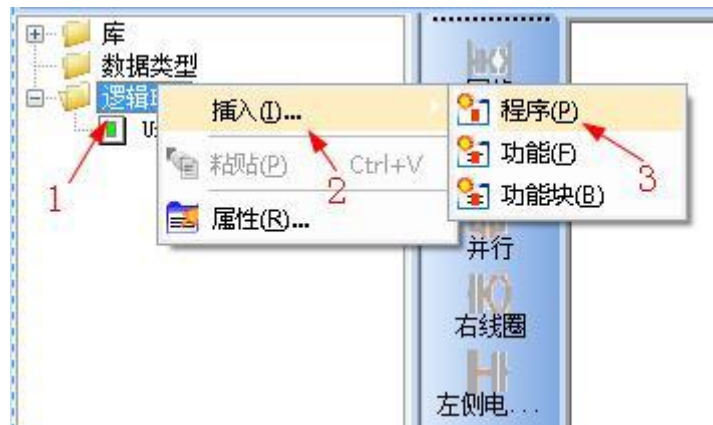 库
数据类型
逻辑
插入(I)...
粘贴(P) Ctrl+V
属性(R)...
程序(P)
功能(F)
功能块(B)
1
2
3
并行
右线圈
左侧电...